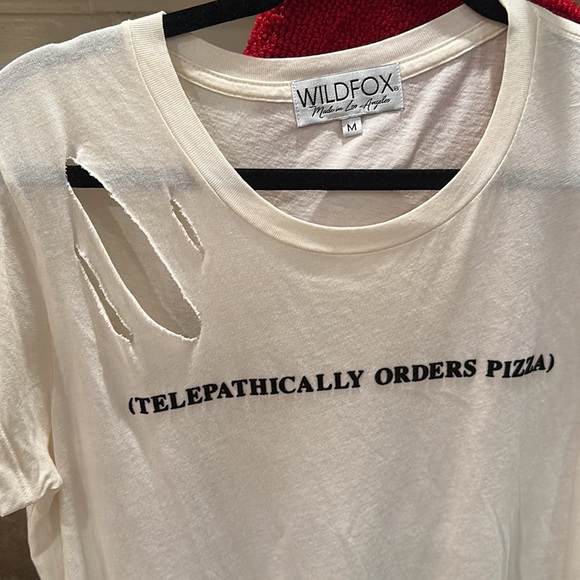 WILDFOX®
Made in Los Angeles
M
(TELEPATHICALLY ORDERS PIZZA)